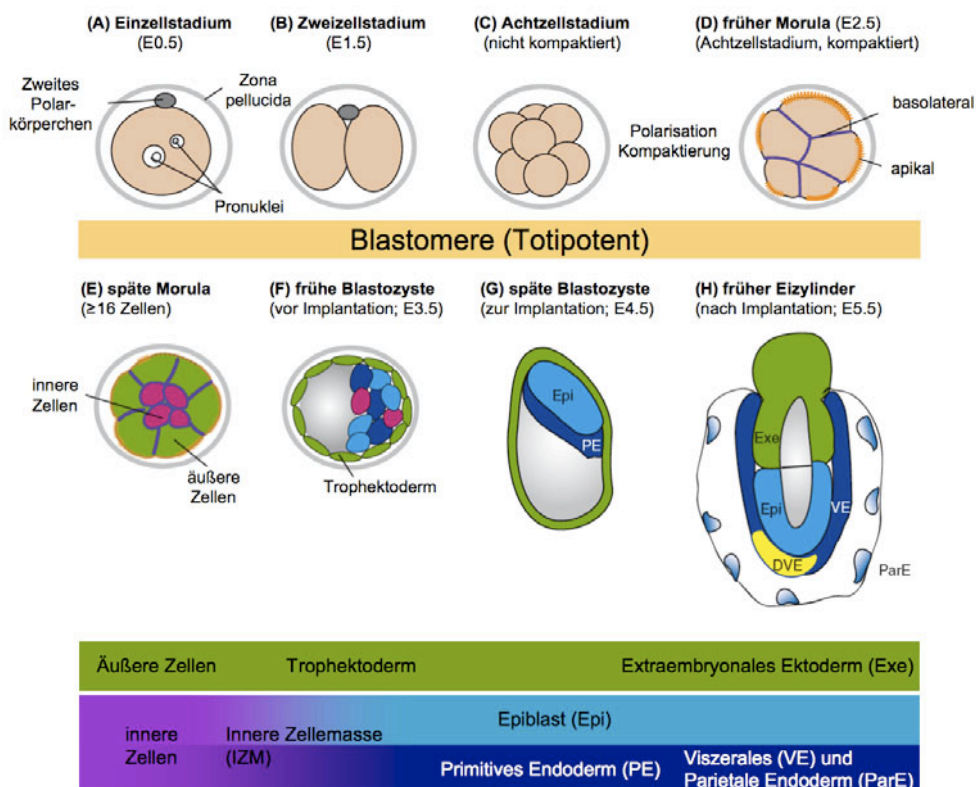 (A) Einzellstadium
(E0.5)
(B) Zweizellstadium
(E1.5)
(C) Achtzellstadium
(nicht kompaktiert)
(D) früher Morula (E2.5)
(Achtzellstadium, kompaktiert)
Zweites
Polar-
körperchen
Zona
pellucida
Pronuklei
Polarisation
Kompaktierung
basolateral
apikal
Blastomere (Totipotent)
(E) späte Morula
(≥16 Zellen)
(F) frühe Blastozyste
(vor Implantation; E3.5)
(G) späte Blastozyste
(zur Implantation; E4.5)
(H) früher Eizylinder
(nach Implantation; E5.5)
innere
Zellen
äußere
Zellen
Trophektoderm
Epi
PE
Exe
Epi
VE
DVE
ParE
Äußere Zellen
Trophektoderm
Extraembryonales Ektoderm (Exe)
innere
Zellen
Innere Zellemasse
(IZM)
Epiblast (Epi)
Primitives Endoderm (PE)
Viszerales (VE) und
Parietale Endoderm (ParE)